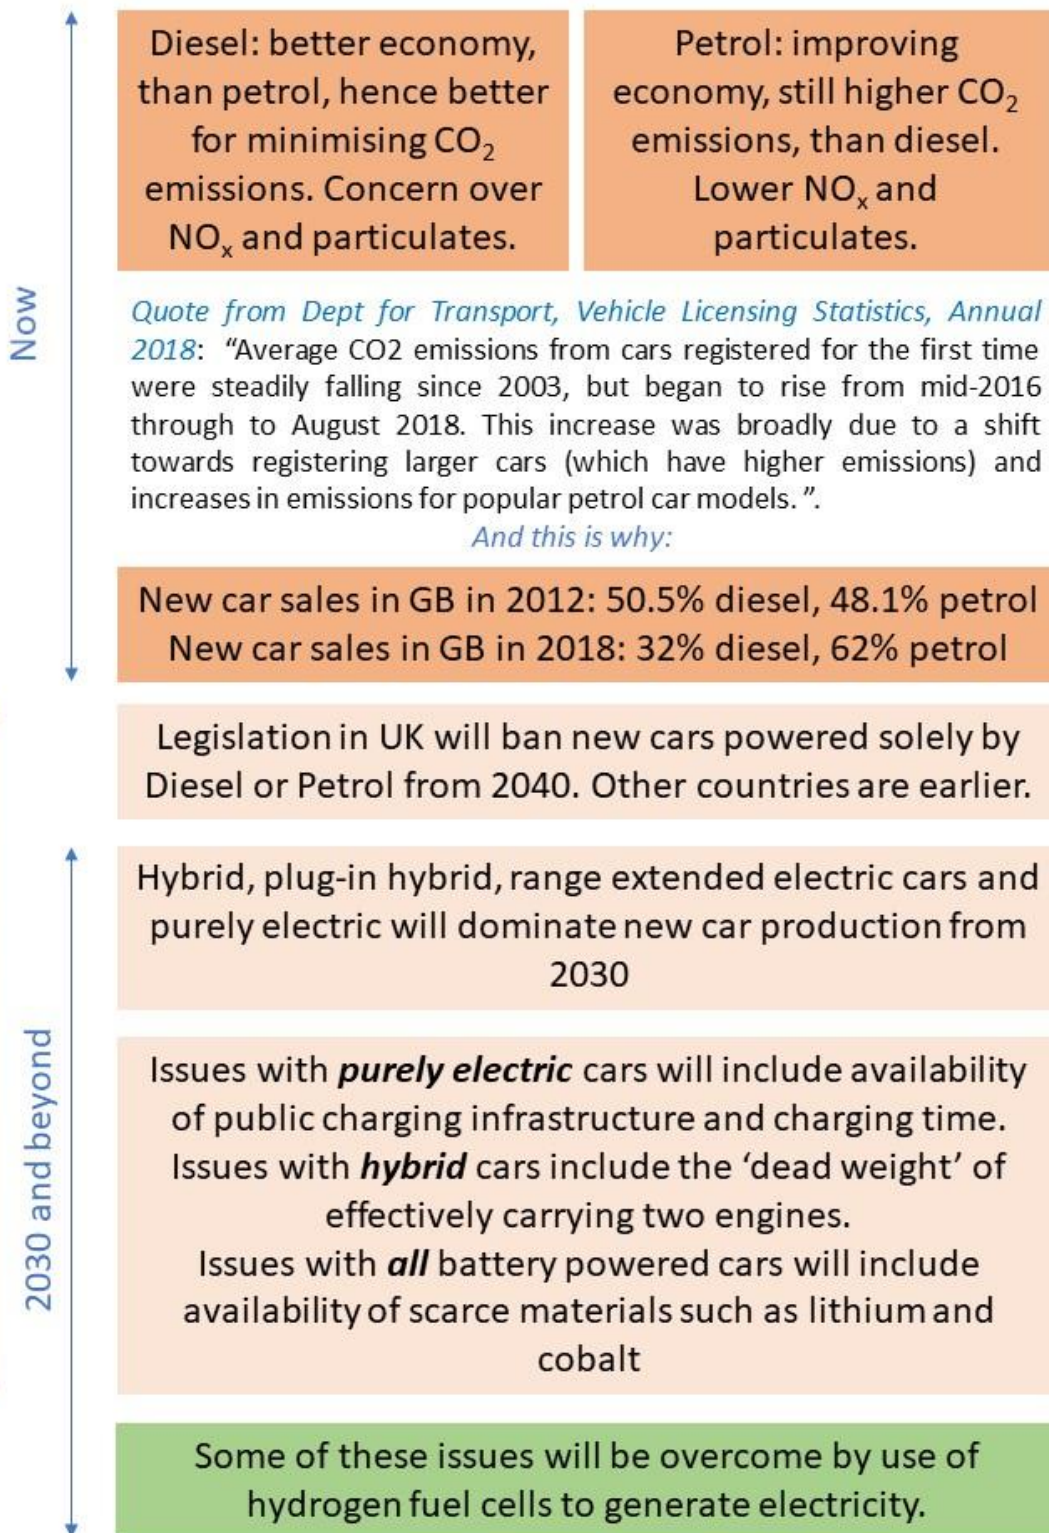 Diesel: better economy,
than petrol, hence better
for minimising CO₂
emissions. Concern over
NOₓ and particulates.
Petrol: improving
economy, still higher CO₂
emissions, than diesel.
Lower NOₓ and
particulates.
Now
Quote from Dept for Transport, Vehicle Licensing Statistics, Annual
2018: “Average CO2 emissions from cars registered for the first time
were steadily falling since 2003, but began to rise from mid-2016
through to August 2018. This increase was broadly due to a shift
towards registering larger cars (which have higher emissions) and
increases in emissions for popular petrol car models. ”.
And this is why:
New car sales in GB in 2012: 50.5% diesel, 48.1% petrol
New car sales in GB in 2018: 32% diesel, 62% petrol
Legislation in UK will ban new cars powered solely by
Diesel or Petrol from 2040. Other countries are earlier.
2030 and beyond
Hybrid, plug-in hybrid, range extended electric cars and
purely electric will dominate new car production from
2030
Issues with purely electric cars will include availability
of public charging infrastructure and charging time.
Issues with hybrid cars include the ‘dead weight’ of
effectively carrying two engines.
Issues with all battery powered cars will include
availability of scarce materials such as lithium and
cobalt
Some of these issues will be overcome by use of
hydrogen fuel cells to generate electricity.